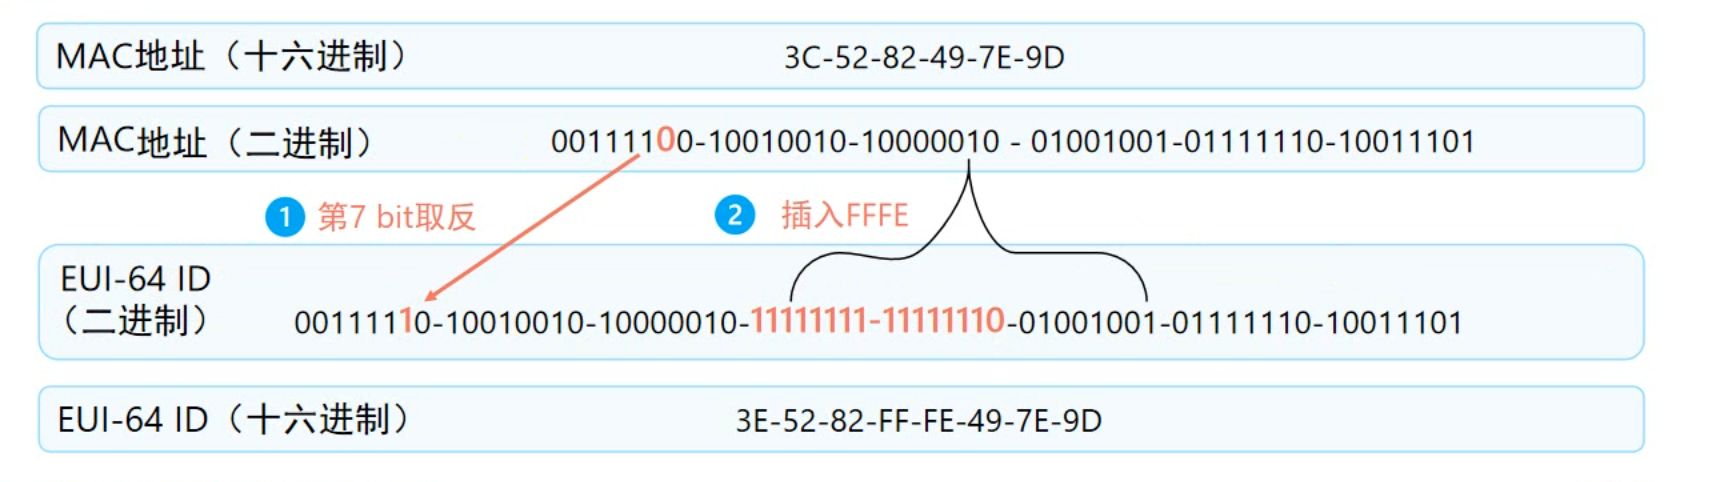 MAC地址（十六进制） 3C-52-82-49-7E-9D
MAC地址（二进制） 00111100-10010010-10000010 - 01001001-01111110-10011101
1 第7 bit取反 2 插入FFFE
EUI-64 ID
（二进制） 00111110-10010010-10000010-11111111-11111110-01001001-01111110-10011101
EUI-64 ID（十六进制） 3E-52-82-FF-FE-49-7E-9D